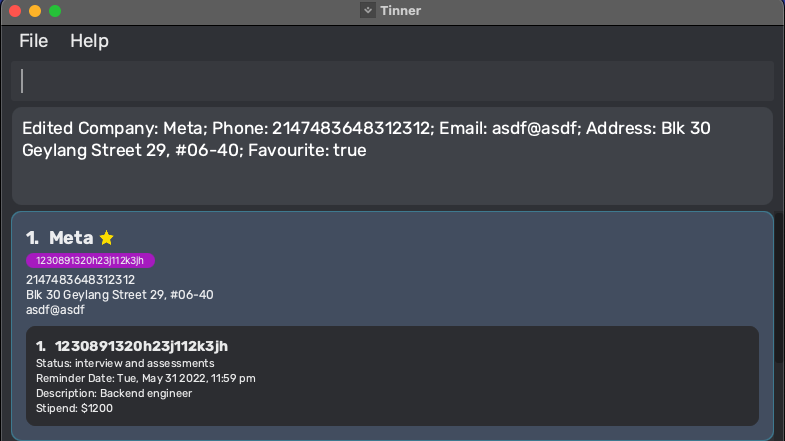 Tinner
File Help
Edited Company: Meta; Phone: 2147483648312312; Email: asdf@asdf; Address: Blk 30
Geylang Street 29, #06-40; Favourite: true
1. Meta
1230891320h23j112k3jh
2147483648312312
Blk 30 Geylang Street 29, #06-40
asdf@asdf
1. 1230891320h23j112k3jh
Status: interview and assessments
Reminder Date: Tue, May 31 2022, 11:59 pm
Description: Backend engineer
Stipend: $1200